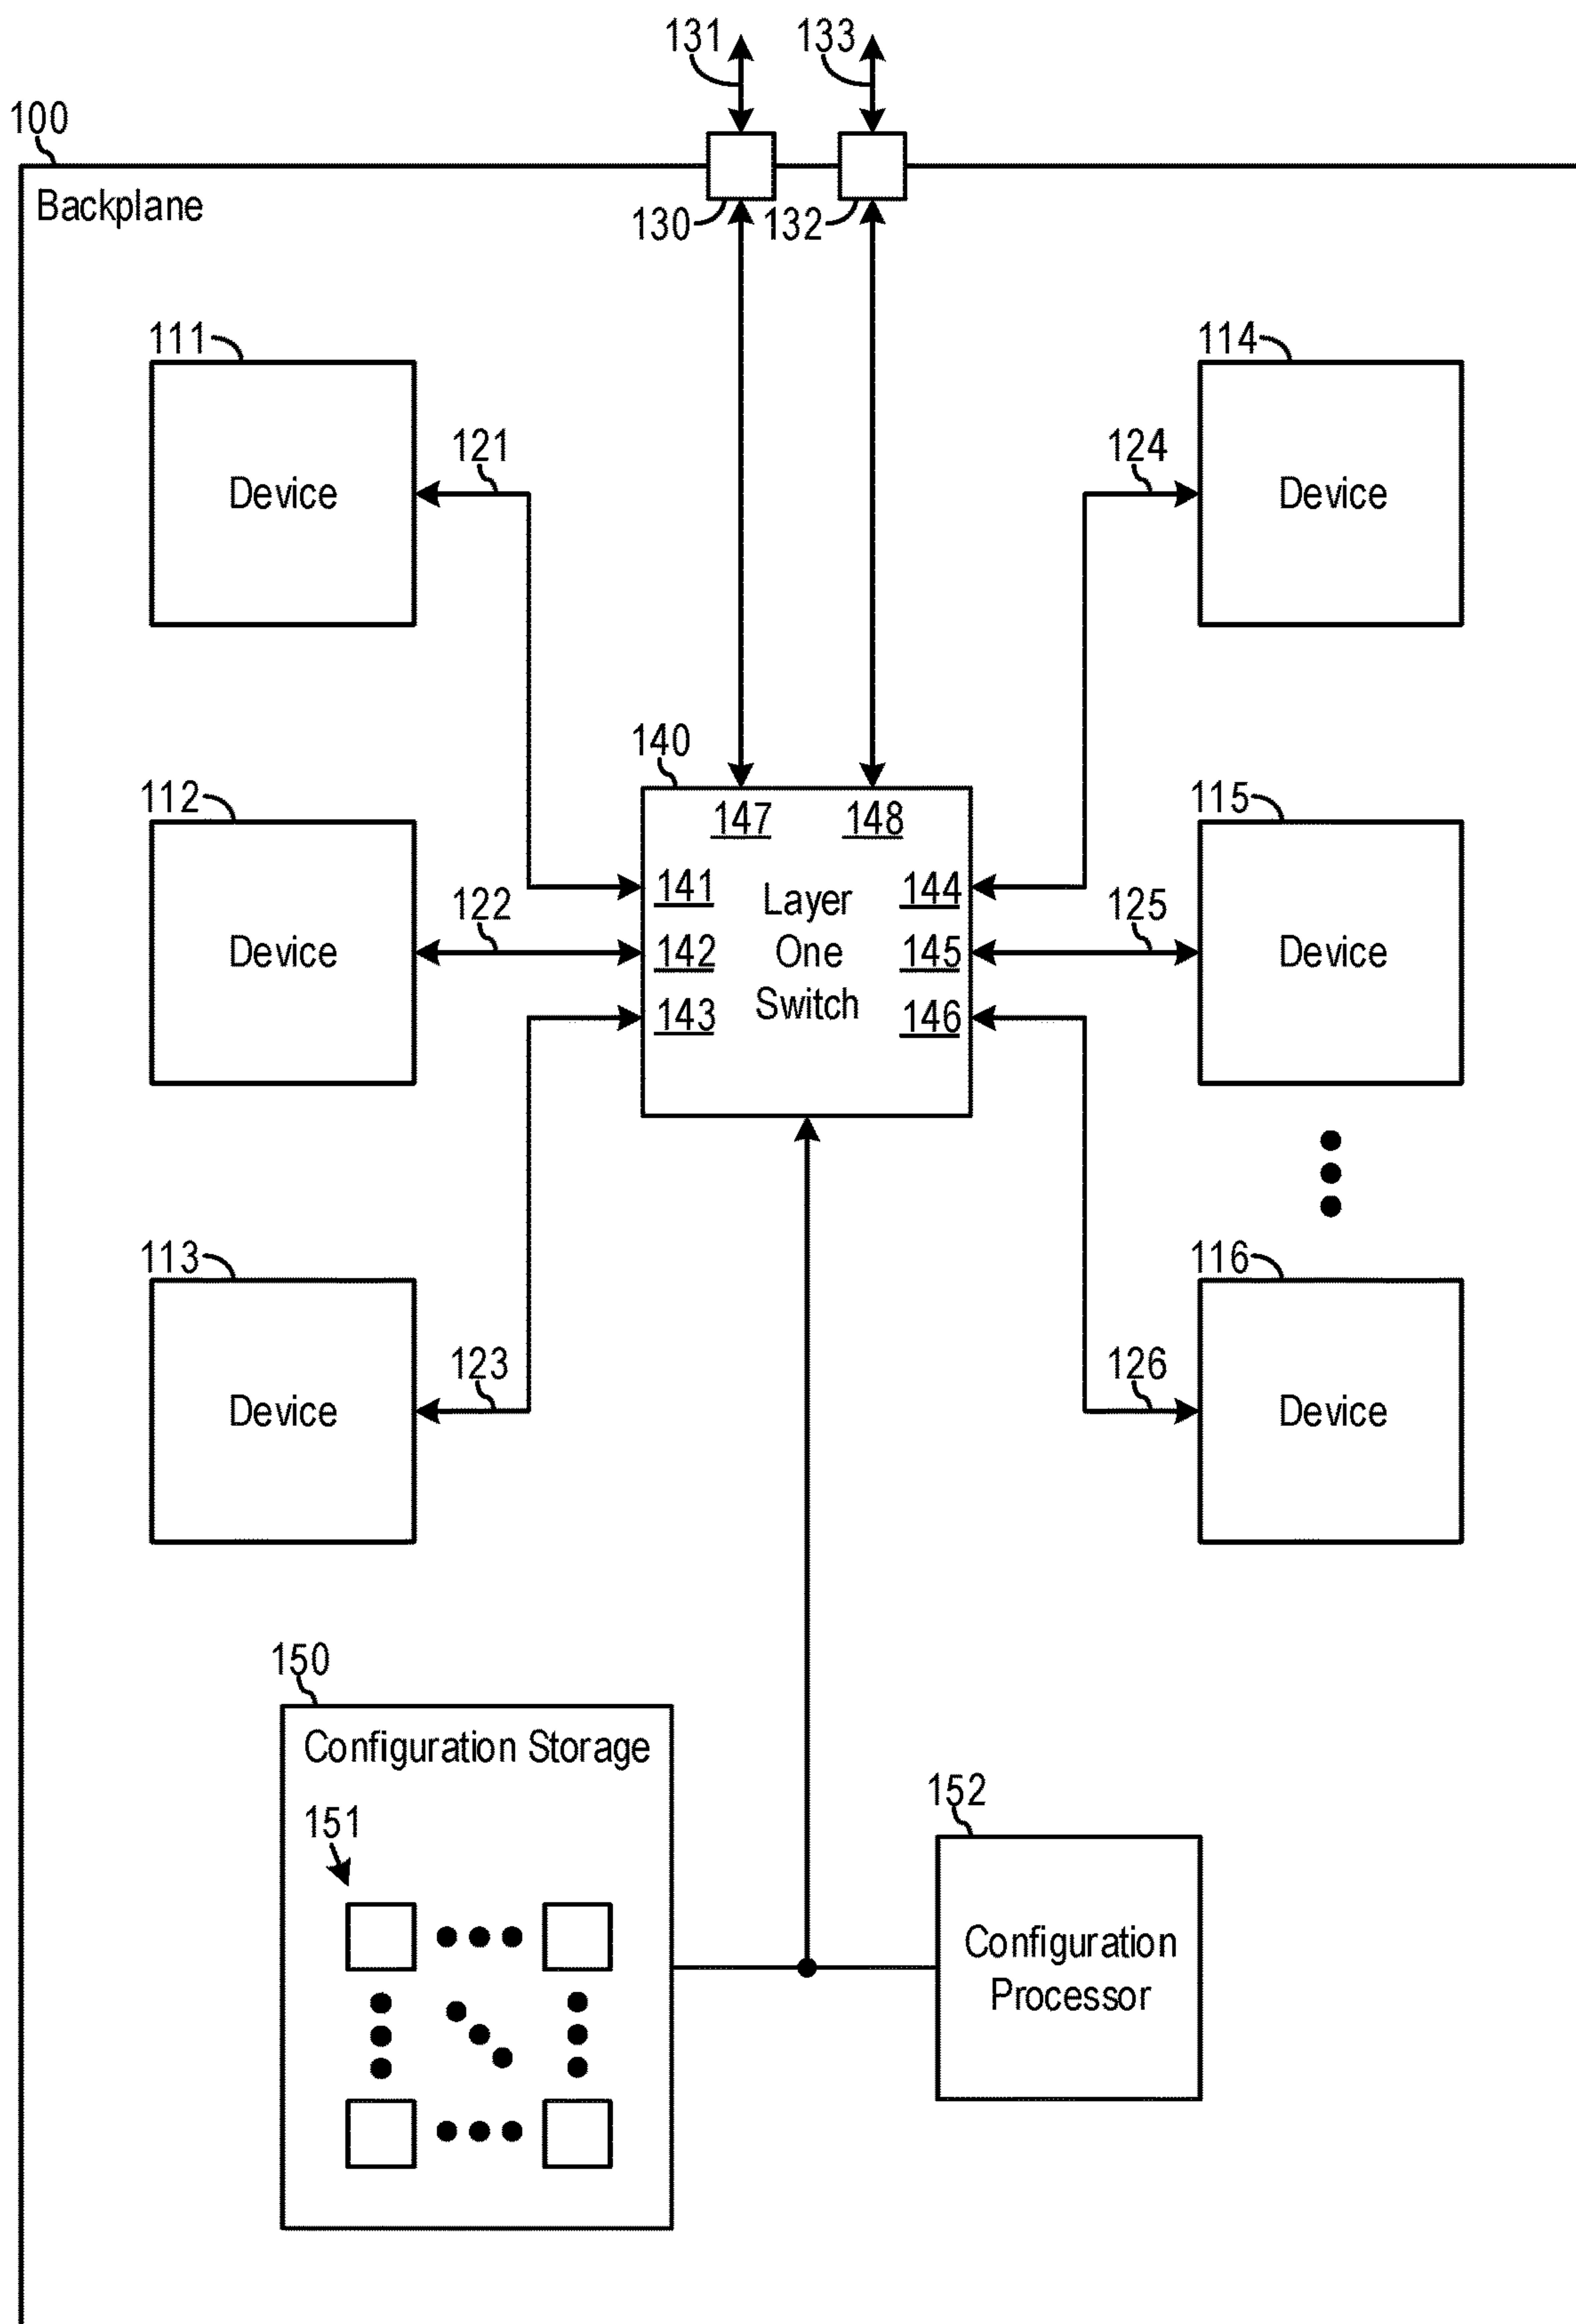 131
133
100
Backplane
130
132
111
114
Device
121
124
Device
140
147
148
112
115
Device
122
141
142
143
Layer
One
Switch
144
145
146
125
Device
113
116
Device
123
126
Device
150
Configuration Storage
151
152
Configuration
Processor